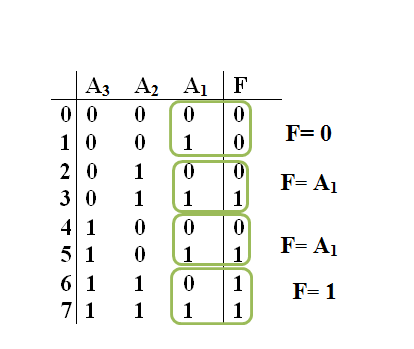 A3 A2 A1 F
0 0 0 0 0
1 0 0 1 0
F= 0
2 0 1 0 0
3 0 1 1 1
F= A1
4 1 0 0 0
5 1 0 1 1
F= A1
6 1 1 0 1
7 1 1 1 1
F= 1